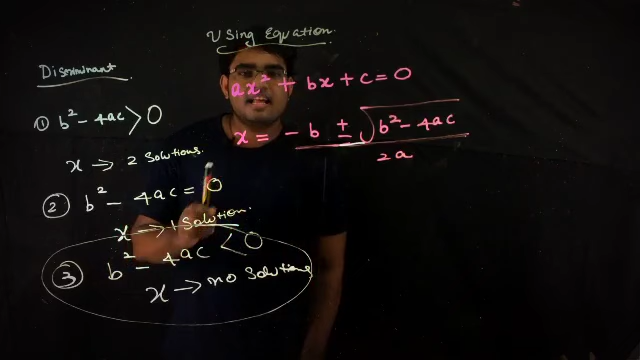 Using Equation.
Discriminant.
ax² + bx + c = 0
① b² - 4ac > 0
x = -b ± √b² - 4ac
2a
x → 2 Solutions.
② b² - 4ac = 0
x → 1 Solution.
③ b² - 4ac < 0
x → no Solutions